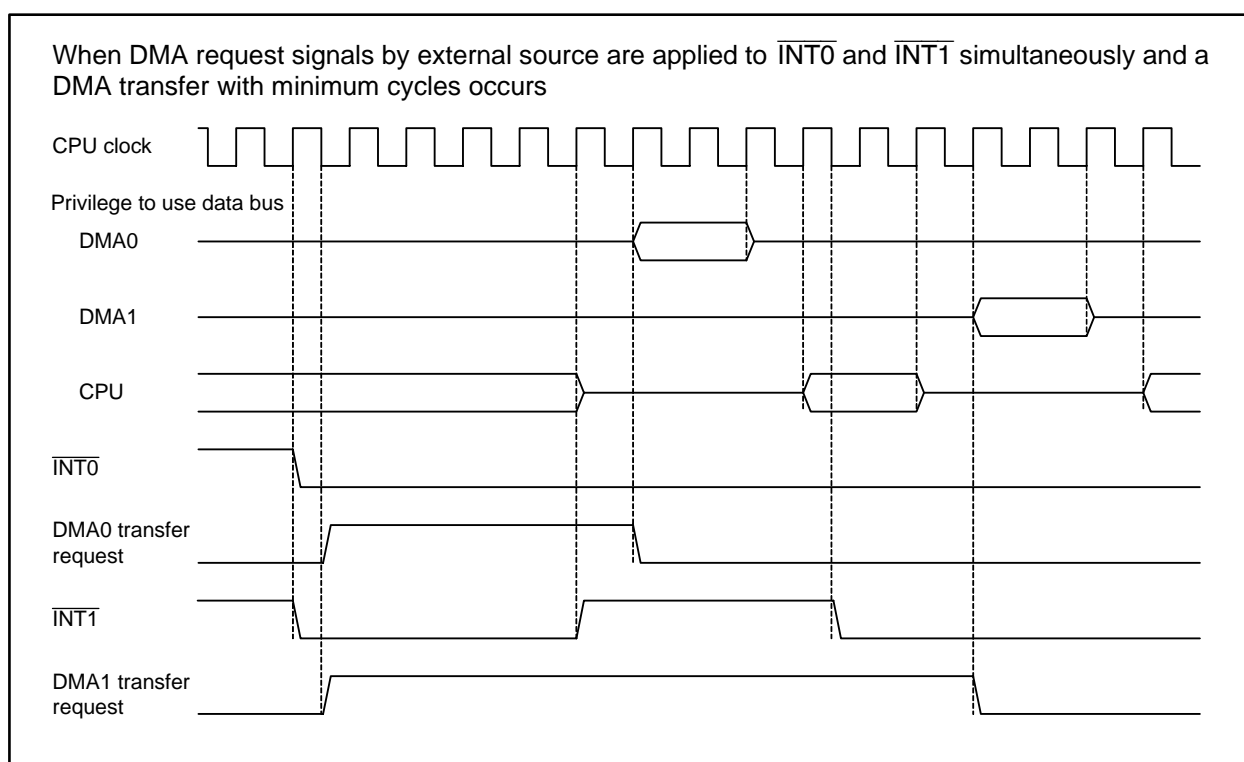 When DMA request signals by external source are applied to INT0 and INT1 simultaneously and a
DMA transfer with minimum cycles occurs
CPU clock
Privilege to use data bus
DMA0
DMA1
CPU
INT0
DMA0 transfer
request
INT1
DMA1 transfer
request